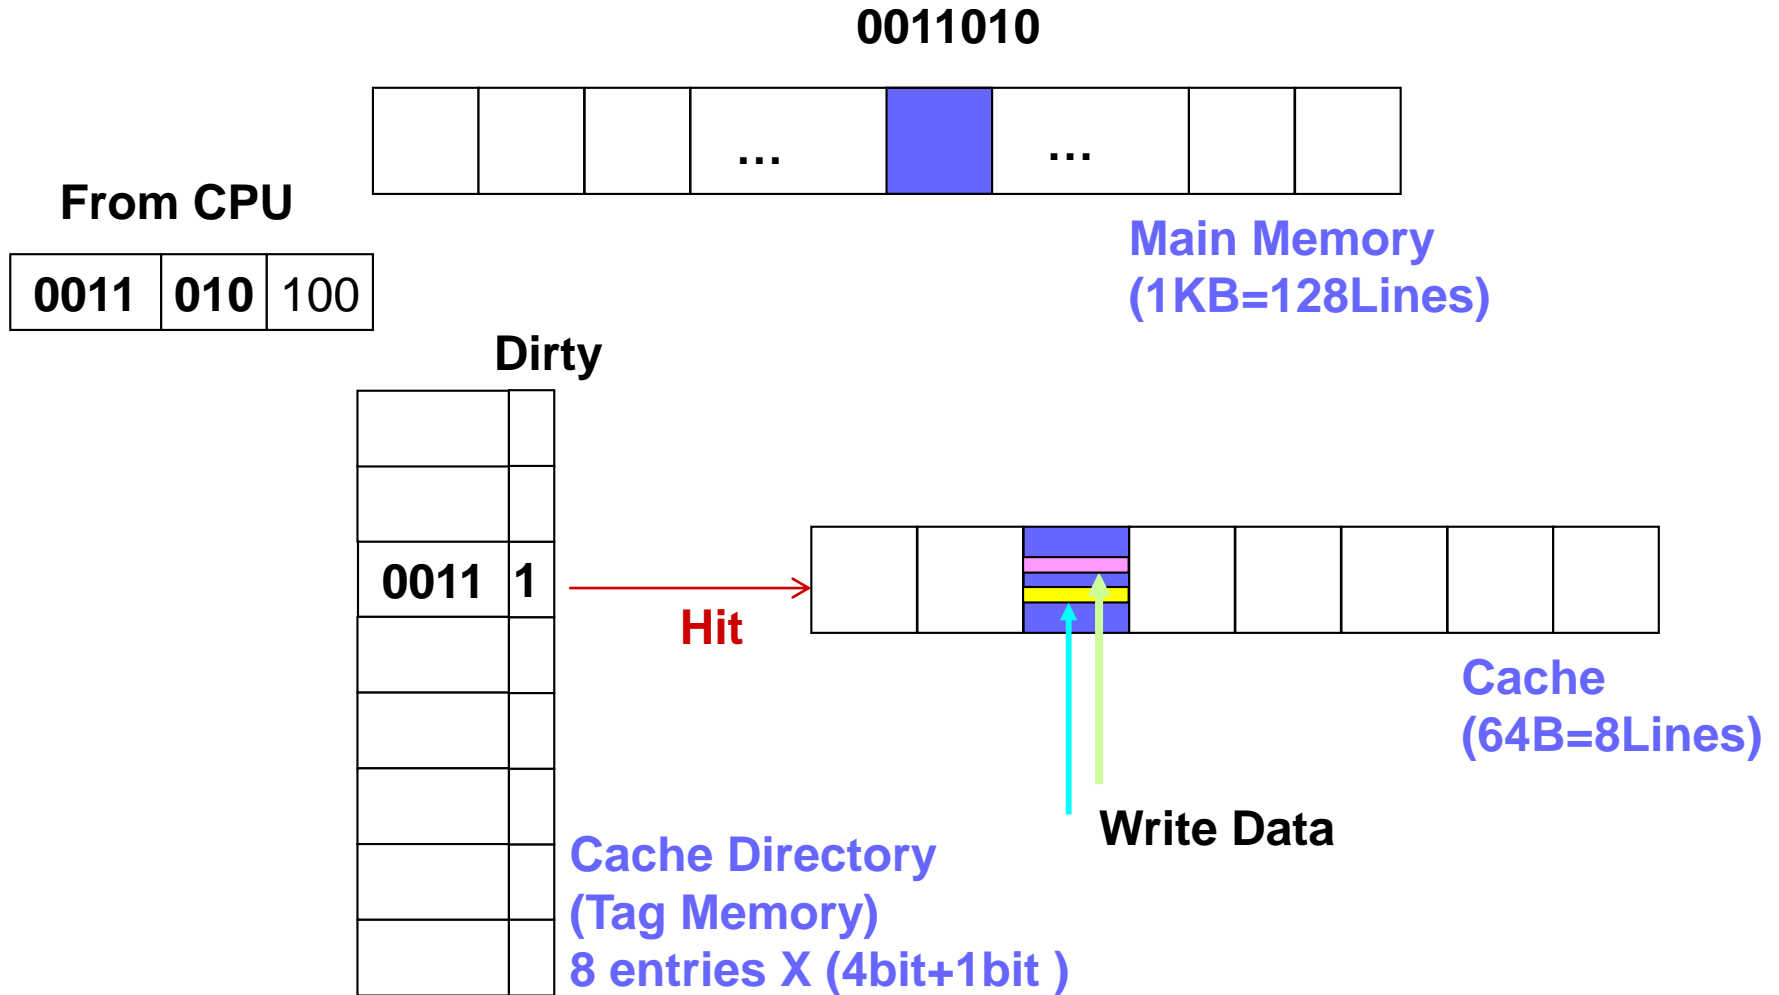 0011010
... ...
From CPU
Main Memory
(1KB=128Lines)
0011 010 100
Dirty
0011 1
Hit
Cache
(64B=8Lines)
Write Data
Cache Directory
(Tag Memory)
8 entries X (4bit+1bit )